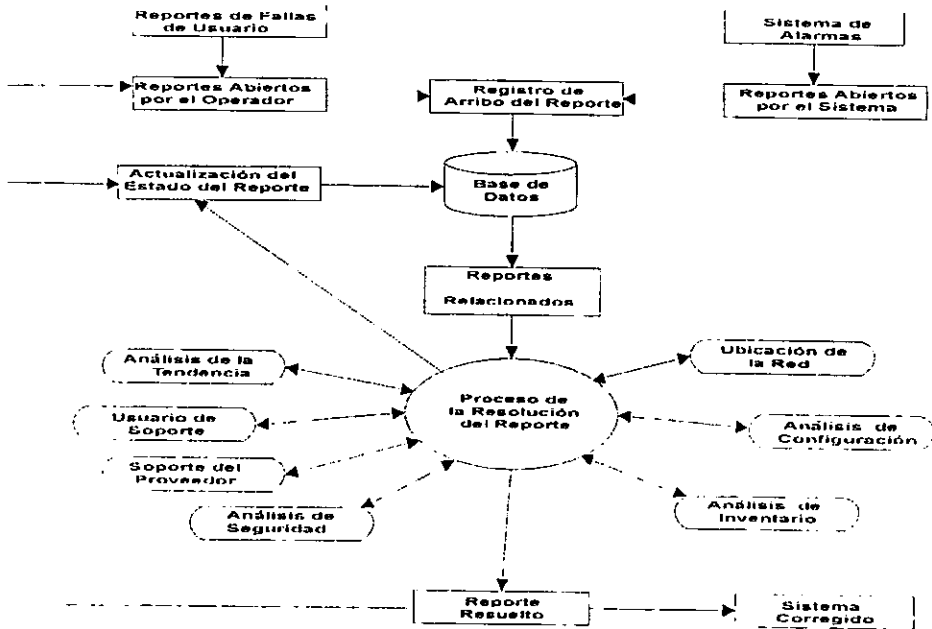 Reportes de Fallas
de Usuario
Sistema de
Alarmas
Reportes Abiertos
por el Operador
Registro de
Arribo del Reporte
Reportes Abiertos
por el Sistema
Actualización del
Estado del Reporte
Base de
Datos
Reportes
Relacionados
Análisis de la
Tendencia
Ubicación de
la Red
Proceso de
la Resolución
del Reporte
Usuario de
Soporte
Análisis de
Configuración
Soporte del
Proveedor
Análisis de
Seguridad
Análisis de
Inventario
Reporte
Resuelto
Sistema
Corregido